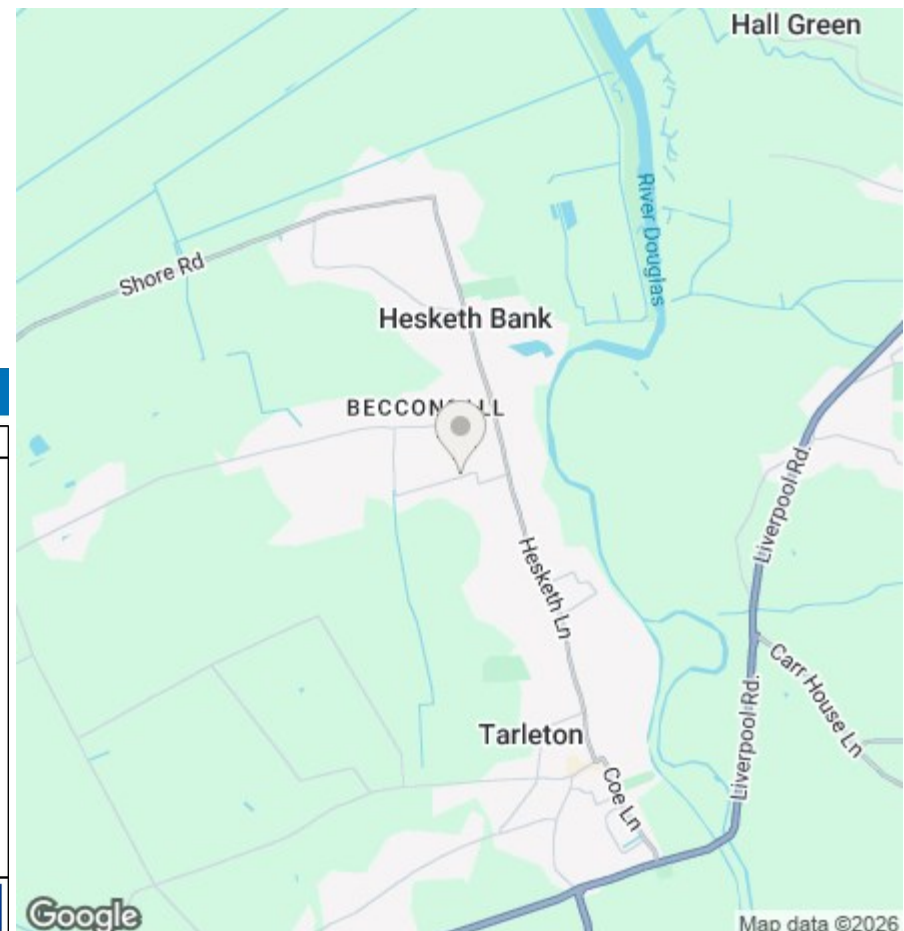 Hall Green
River Douglas
Shore Rd
Hesketh Bank
Liverpool Rd.
Hesketh Ln
Carr House Ln
Liverpool Rd.
Tarleton
Coe Ln
Google
Map data ©2026